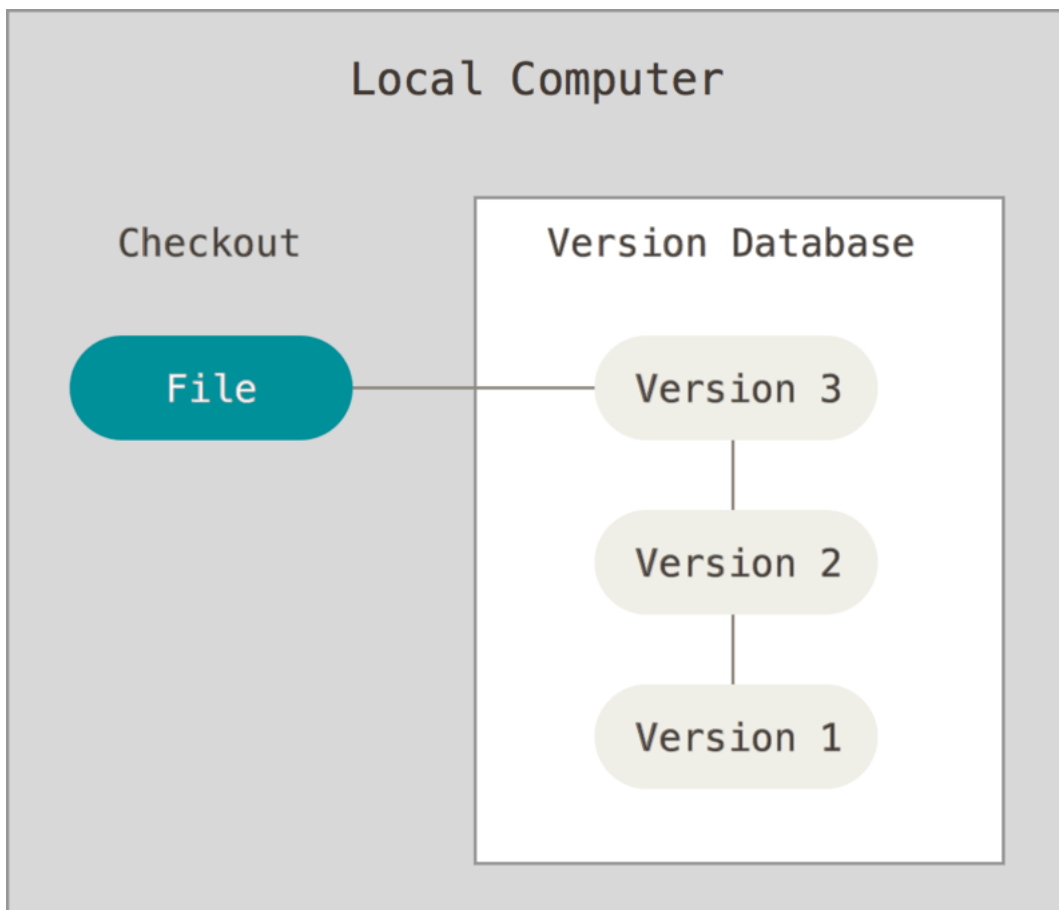 Local Computer
Checkout
Version Database
File
Version 3
Version 2
Version 1